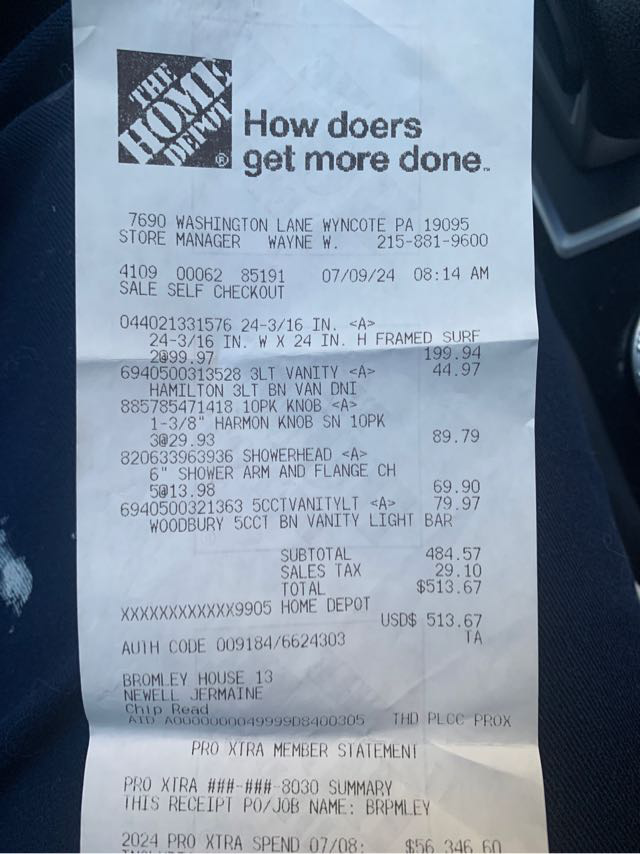 THE
HOME
DEPOT
®
How doers
get more done™
7690 WASHINGTON LANE WYNCOTE PA 19095
STORE MANAGER WAYNE W. 215-881-9600
4109 00062 85191 07/09/24 08:14 AM
SALE SELF CHECKOUT
044021331576 24-3/16 IN. <A>
24-3/16 IN. W X 24 IN. H FRAMED SURF
2@99.97 199.94
6940500313528 3LT VANITY <A> 44.97
HAMILTON 3LT BN VAN DNI
885785471418 10PK KNOB <A>
1-3/8" HARMON KNOB SN 10PK
3@29.93 89.79
820633963936 SHOWERHEAD <A>
6" SHOWER ARM AND FLANGE CH
5@13.98 69.90
6940500321363 5CCTVANITYLT <A> 79.97
WOODBURY 5CCT BN VANITY LIGHT BAR
SUBTOTAL 484.57
SALES TAX 29.10
TOTAL $513.67
XXXXXXXXXXXX9905 HOME DEPOT
USD$ 513.67
AUTH CODE 009184/6624303 TA
BROMLEY HOUSE 13
NEWELL JERMAINE
Chip Read
AID A0000000049999D8400305 THD PLCC PROX
PRO XTRA MEMBER STATEMENT
PRO XTRA ###-###-8030 SUMMARY
THIS RECEIPT PO/JOB NAME: BRPMLEY
2024 PRO XTRA SPEND 07/08: $56,346.60